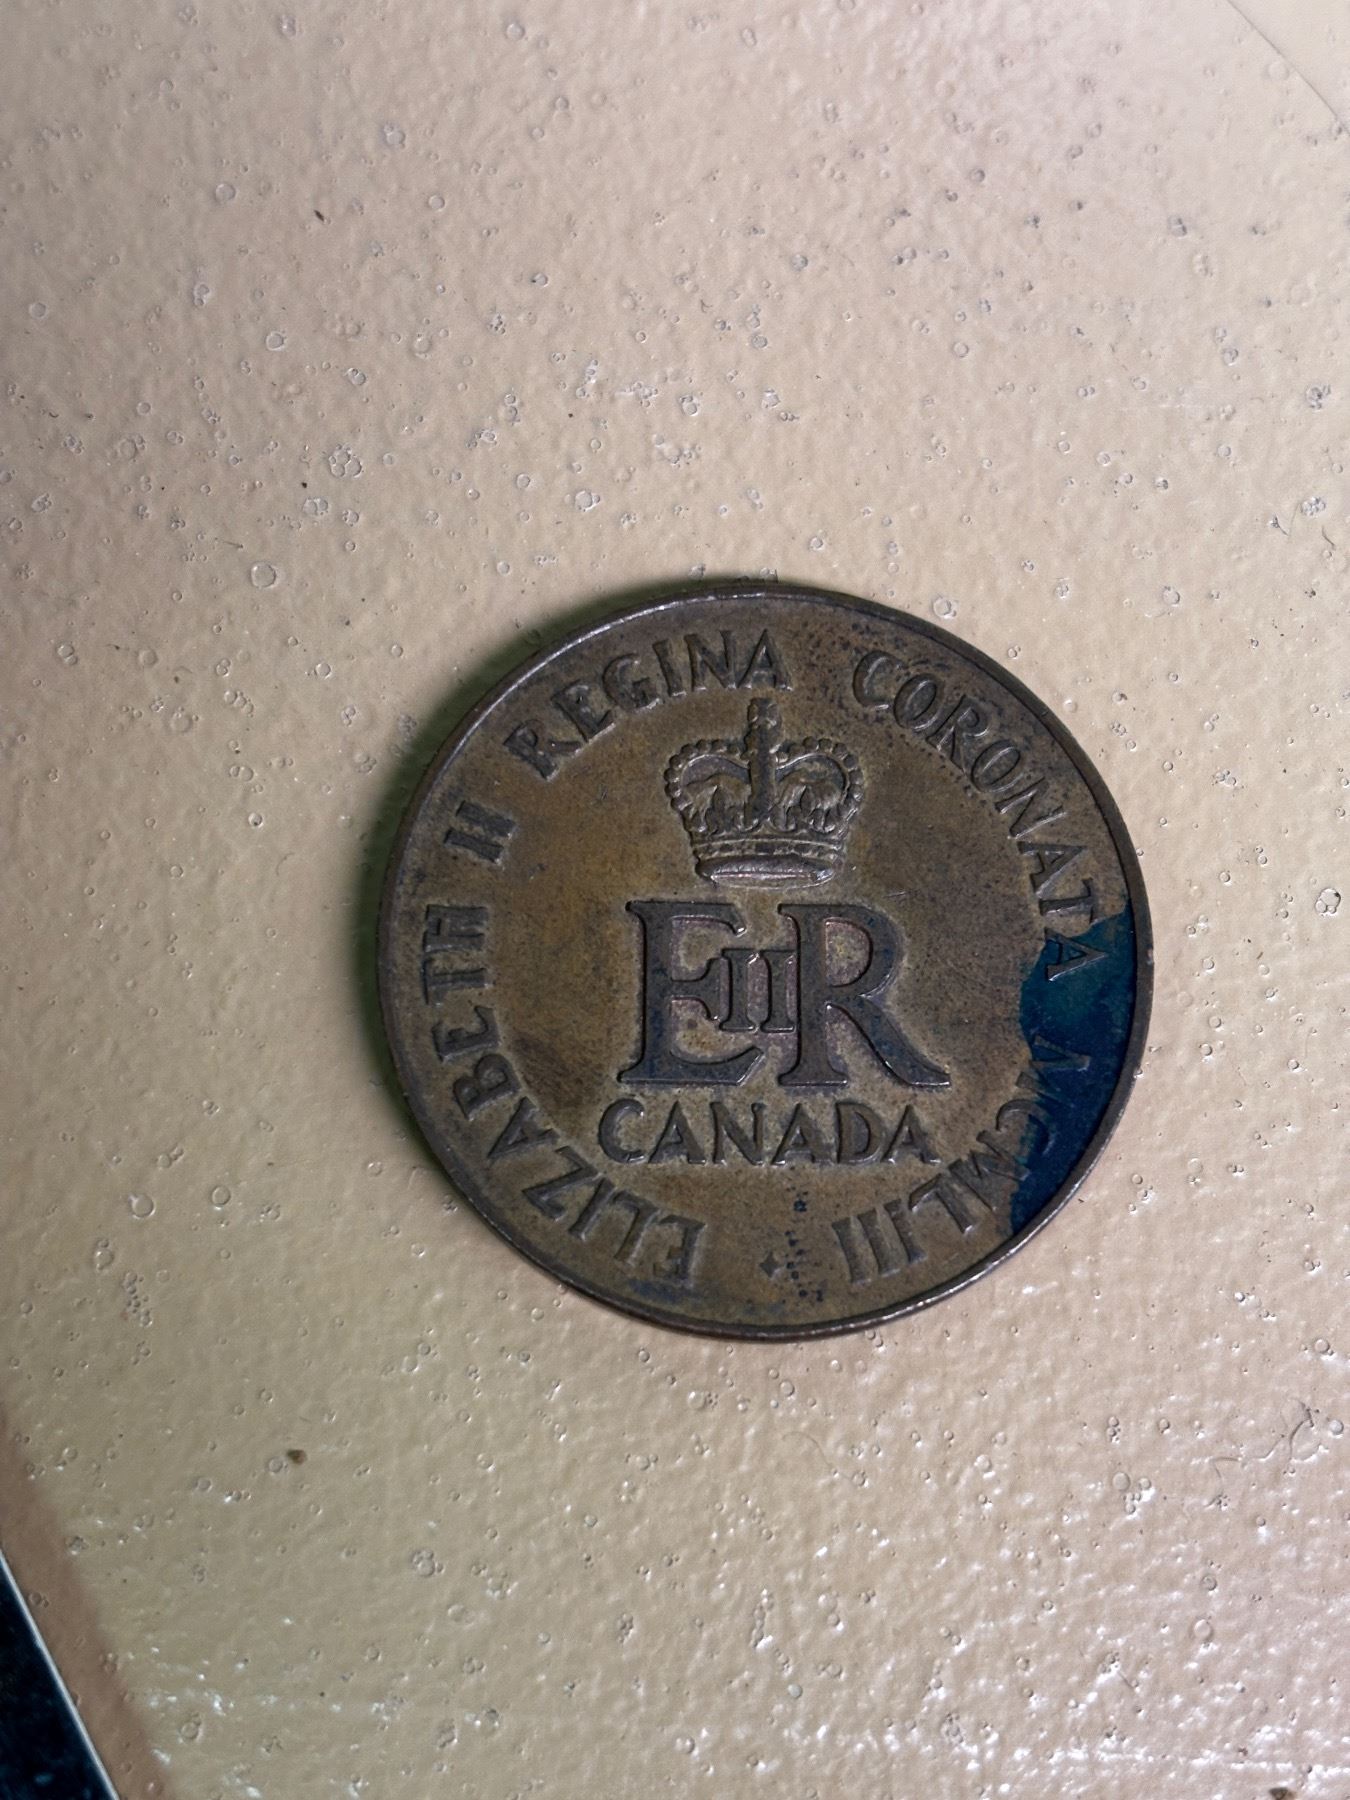 ELIZABETH II REGINA CORONATA MCMLIII
EIIR
CANADA